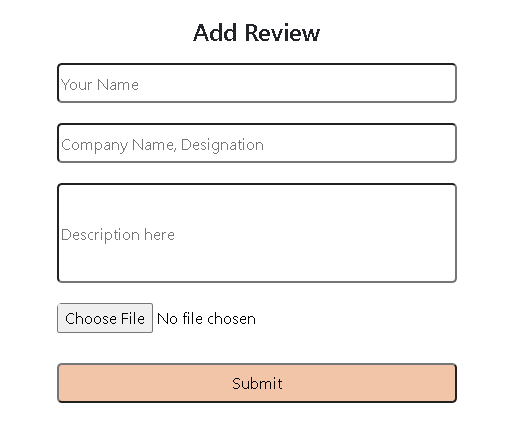 Add Review
Your Name
Company Name, Designation
Description here
Choose File No file chosen
Submit